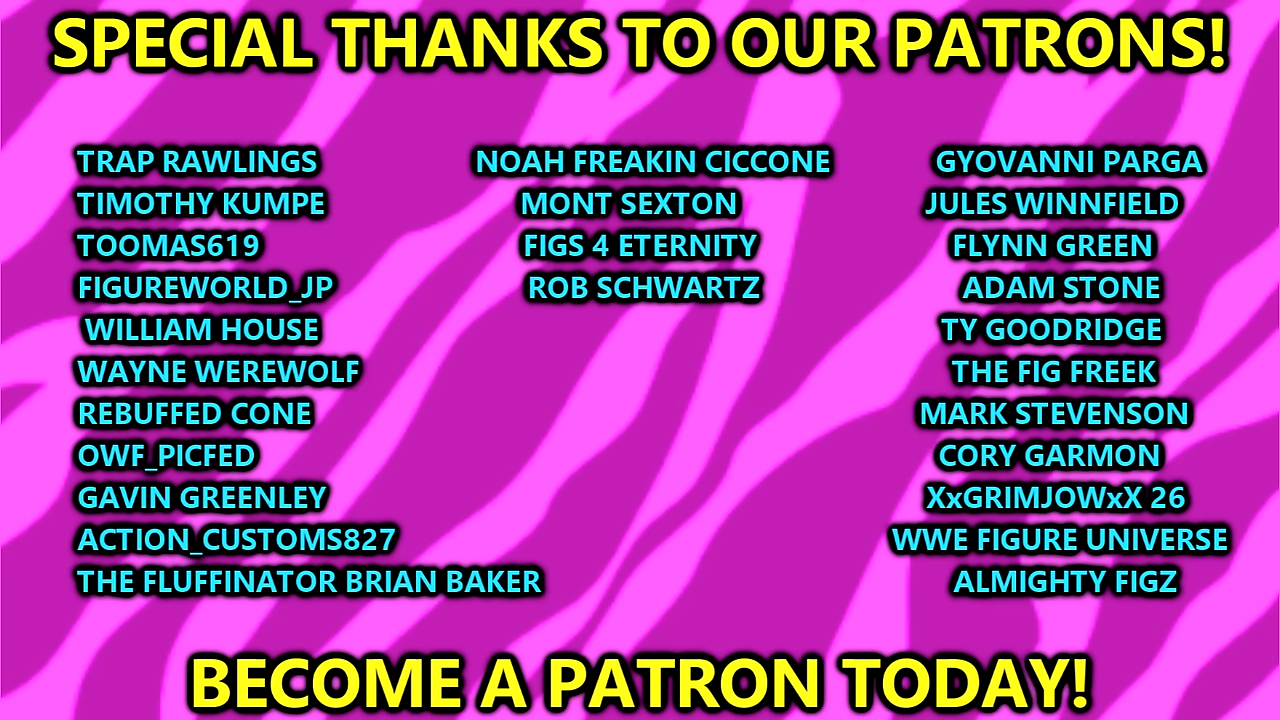 SPECIAL THANKS TO OUR PATRONS!
TRAP RAWLINGS
TIMOTHY KUMPE
TOOMAS619
FIGUREWORLD_JP
WILLIAM HOUSE
WAYNE WEREWOLF
REBUFFED CONE
OWF_PICFED
GAVIN GREENLEY
ACTION_CUSTOMS827
THE FLUFFINATOR BRIAN BAKER
NOAH FREAKIN CICCONE
MONT SEXTON
FIGS 4 ETERNITY
ROB SCHWARTZ
GYOVANNI PARGA
JULES WINNFIELD
FLYNN GREEN
ADAM STONE
TY GOODRIDGE
THE FIG FREEK
MARK STEVENSON
CORY GARMON
XxGRIMJOWxX 26
WWE FIGURE UNIVERSE
ALMIGHTY FIGZ
BECOME A PATRON TODAY!